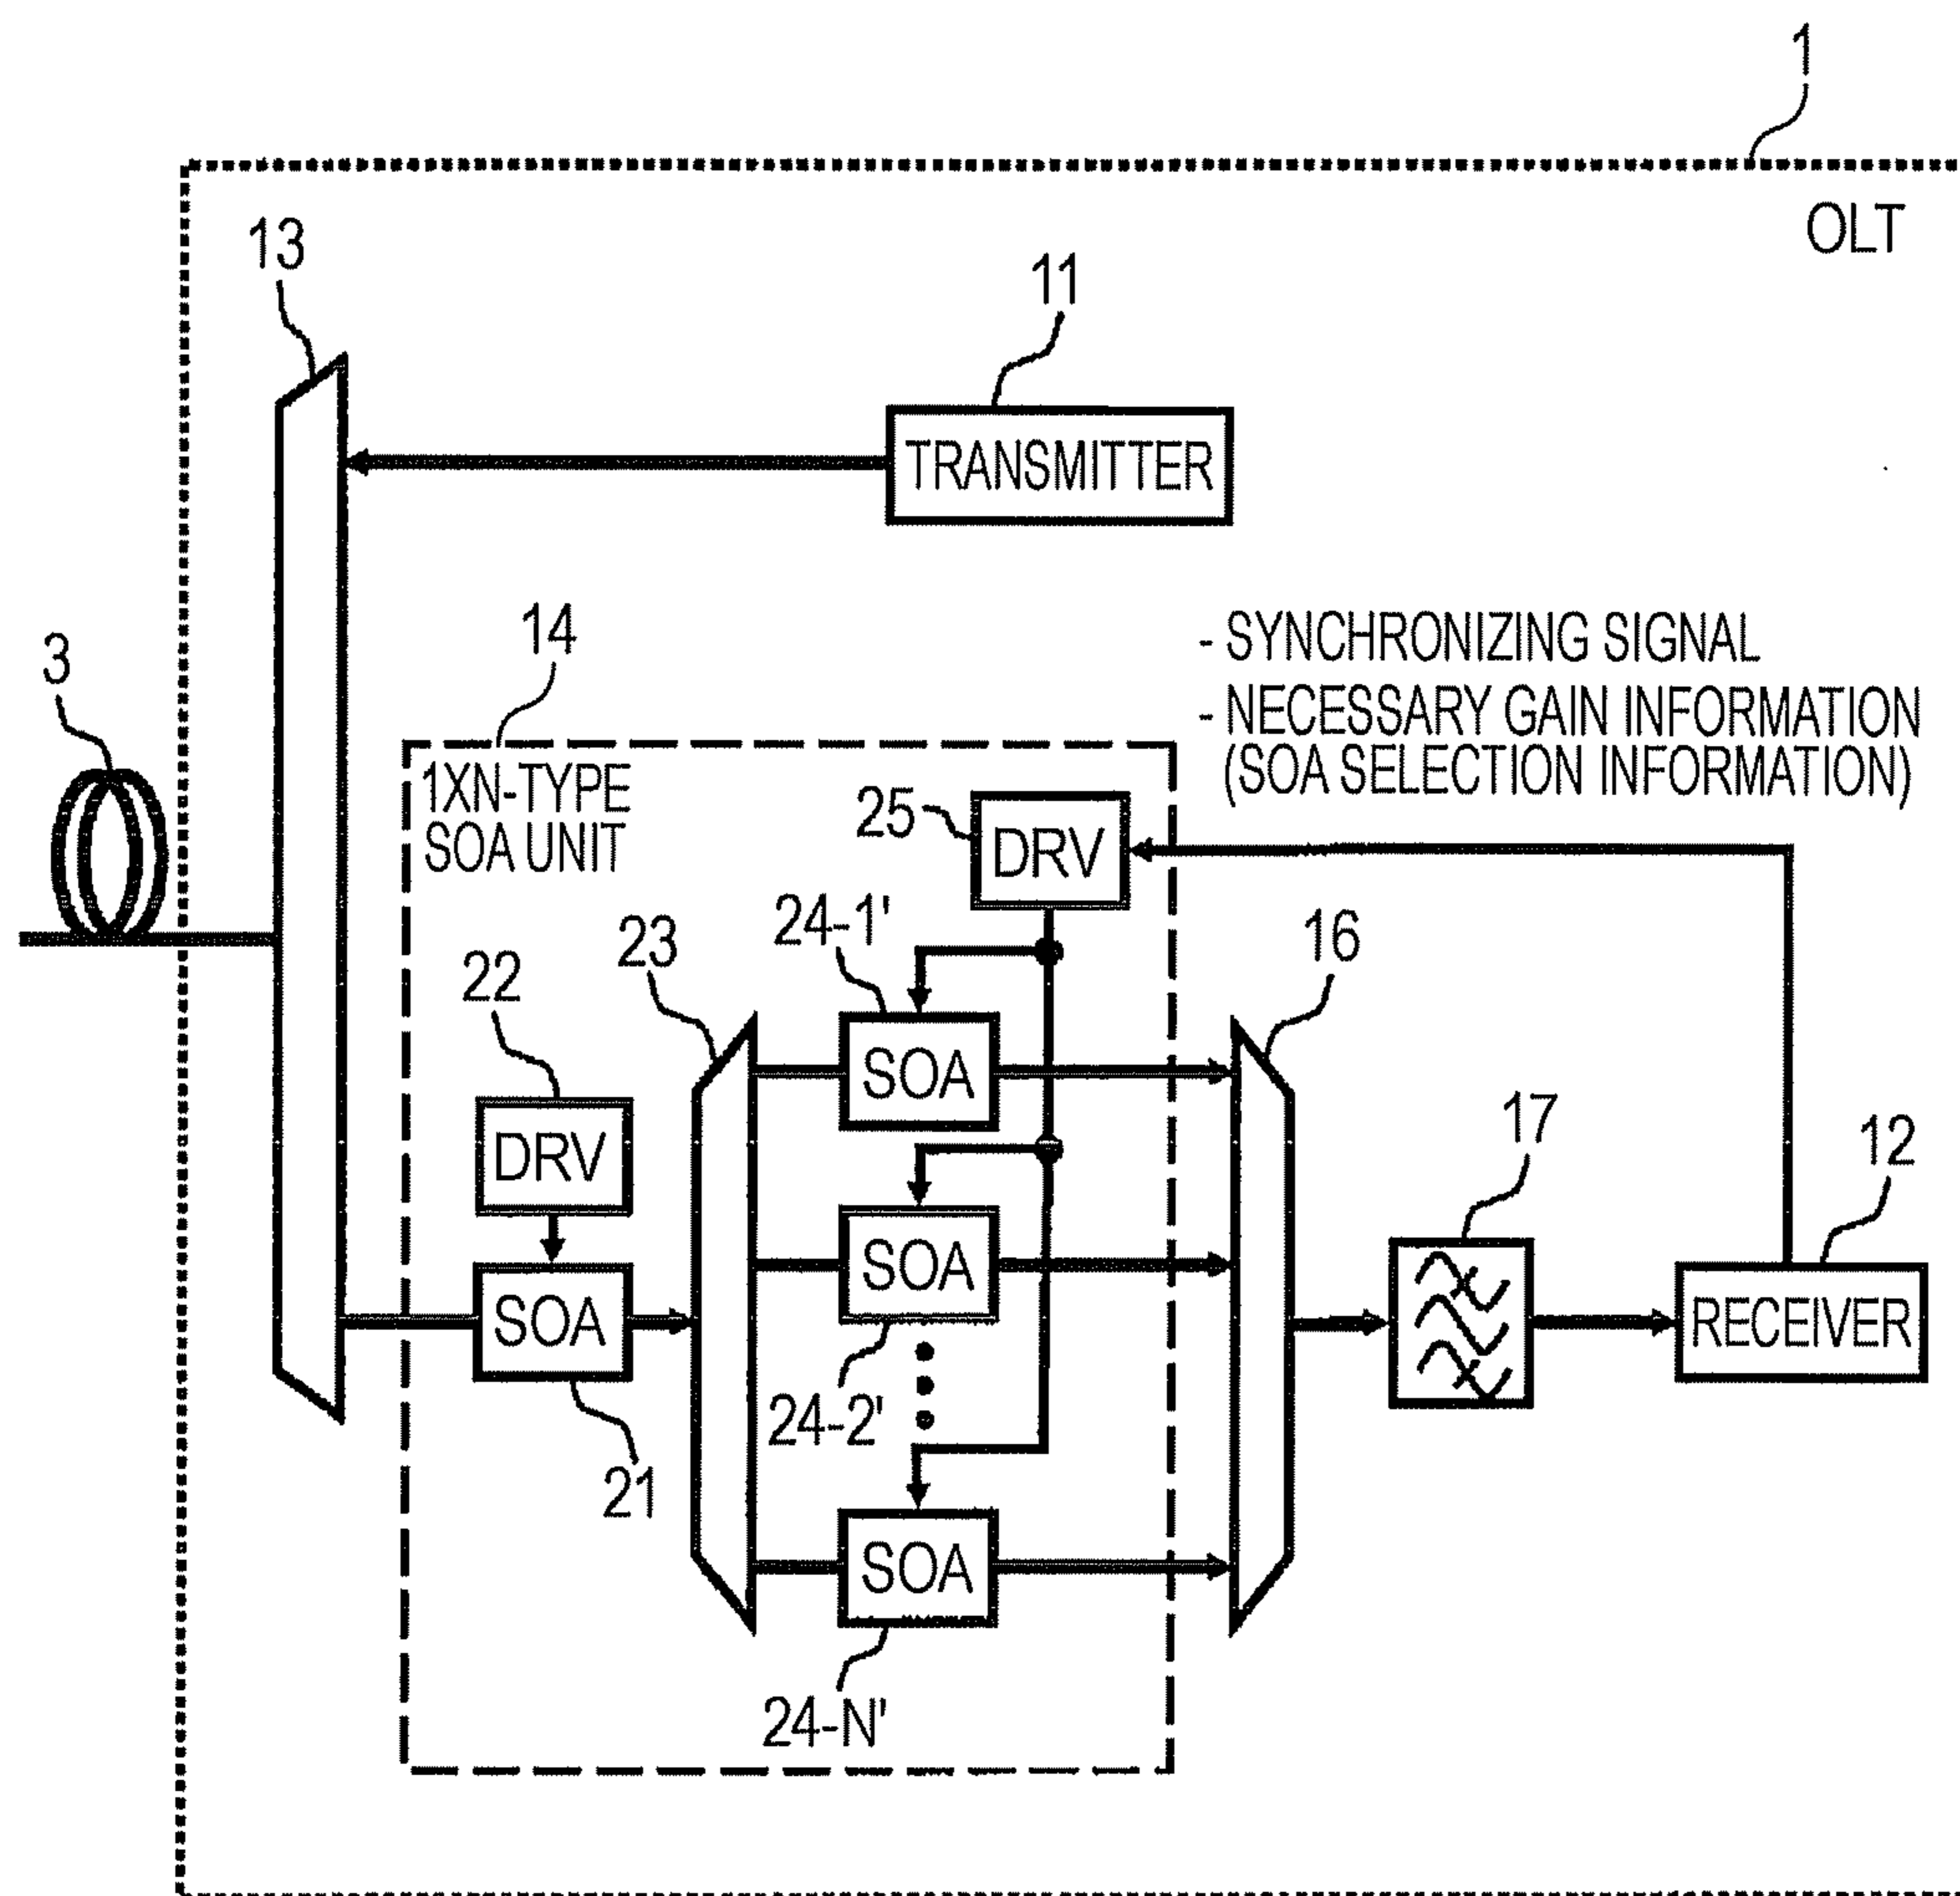 1
OLT
13
11
TRANSMITTER
3
14
- SYNCHRONIZING SIGNAL
- NECESSARY GAIN INFORMATION
(SOA SELECTION INFORMATION)
1XN-TYPE
SOA UNIT
25
DRV
24-1'
23
16
22
SOA
DRV
17
12
SOA
SOA
RECEIVER
24-2'
21
SOA
24-N'